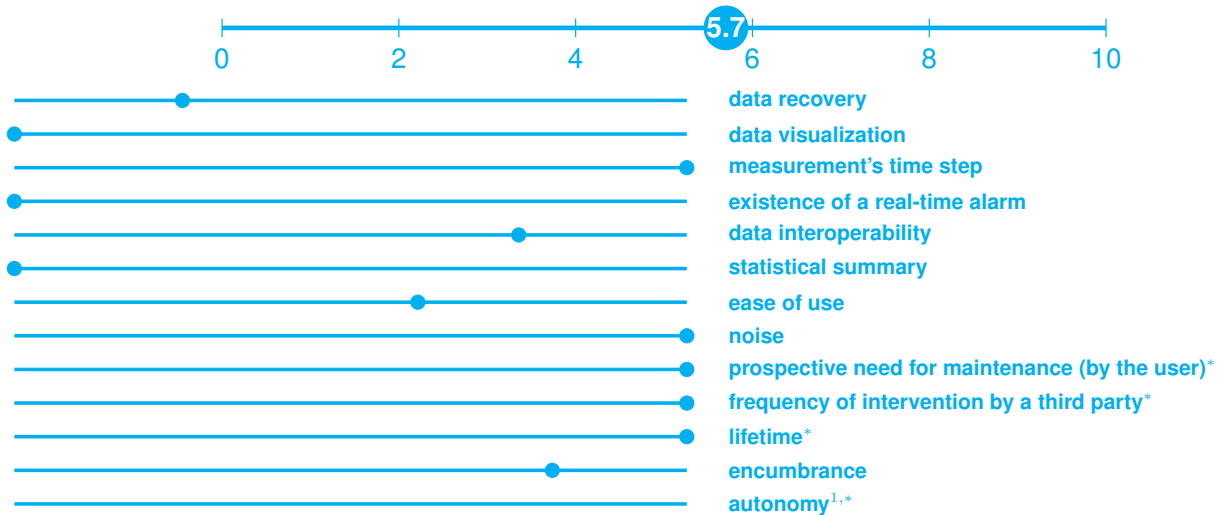 5.7
0 2 4 6 8 10
data recovery
data visualization
measurement's time step
existence of a real-time alarm
data interoperability
statistical summary
ease of use
noise
prospective need for maintenance (by the user)*
frequency of intervention by a third party*
lifetime*
encumbrance
autonomy1,*